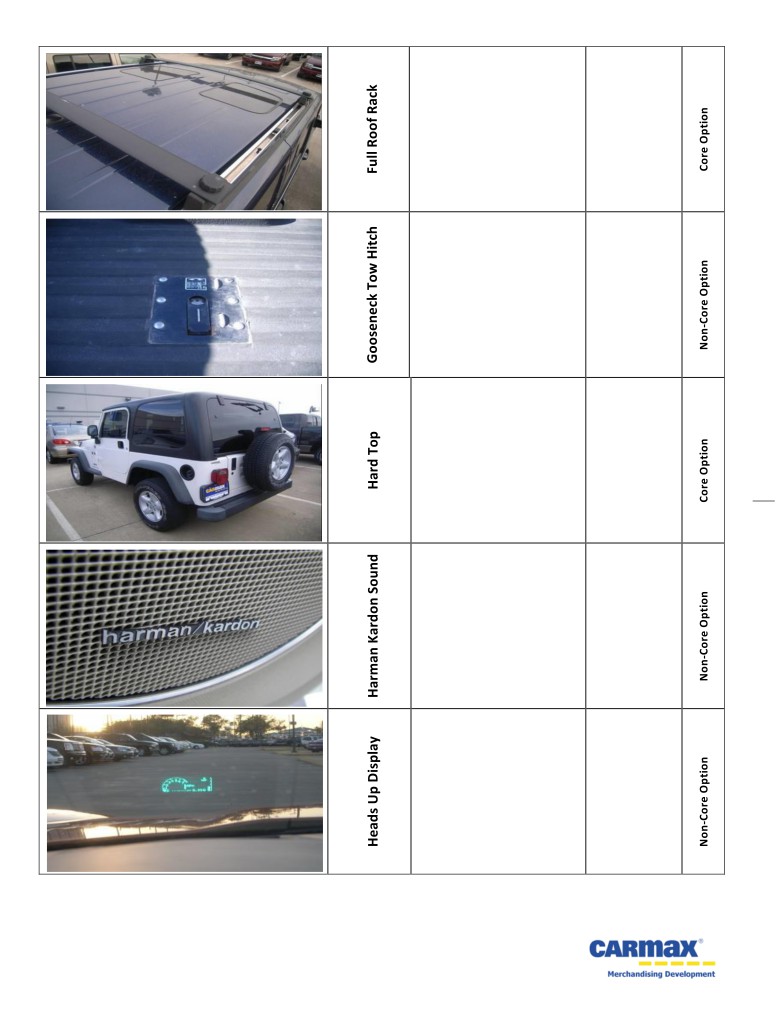 Full Roof Rack
Core Option
Gooseneck Tow Hitch
Non-Core Option
Hard Top
Core Option
harman/kardon
Harman Kardon Sound
Non-Core Option
Heads Up Display
Non-Core Option
CARMAX®
Merchandising Development